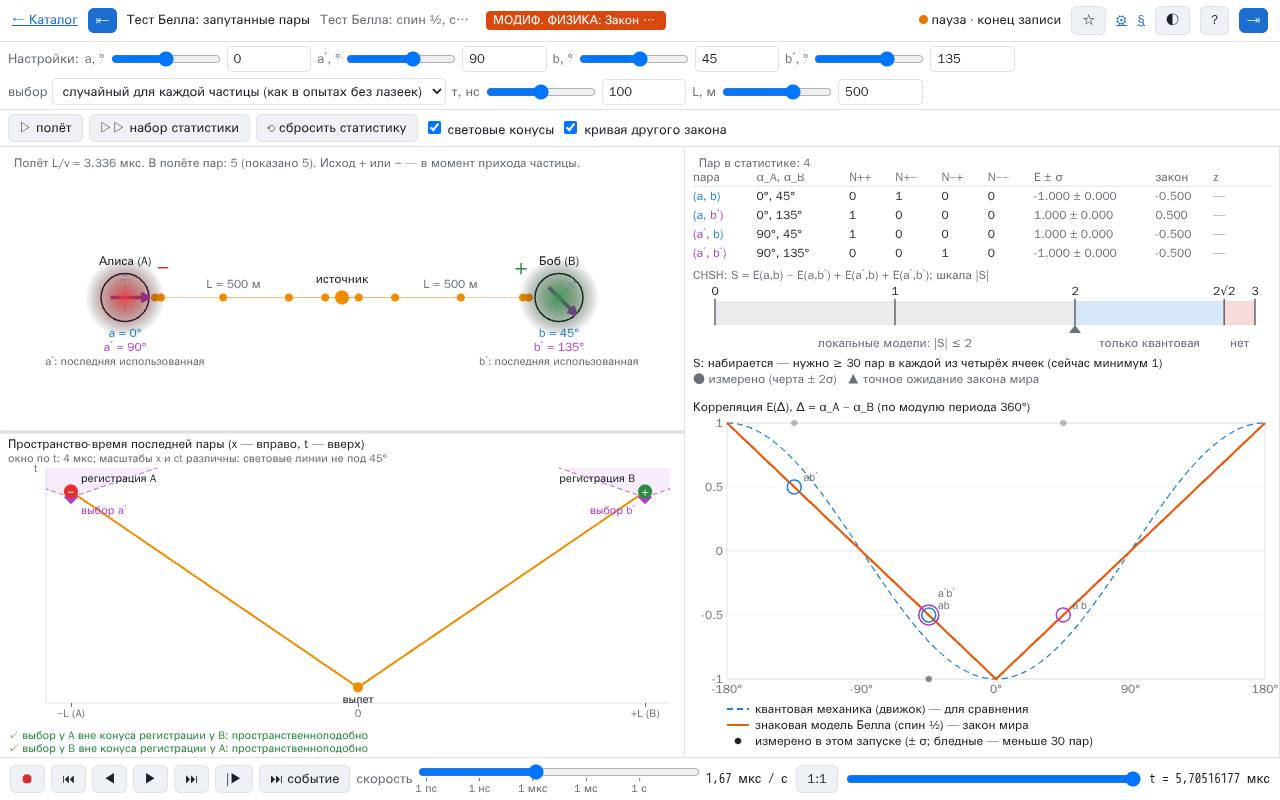 ← Каталог ⇤ Тест Белла: запутанные пары Тест Белла: спин ½, с⋯ МОДИФ. ФИЗИКА: Закон ⋯ пауза · конец записи ☆ ⚙ § ? ⇥
Настройки: a, ° 0 a´, ° 90 b, ° 45 b´, ° 135
выбор случайный для каждой частицы (как в опытах без лазеек) τ, нс 100 L, м 500
▷ полёт ▷▷ набор статистики ⟲ сбросить статистику световые конусы кривая другого закона
Полёт L/v = 3,336 мкс. В полёте пар: 5 (показано 5). Исход + или − — в момент прихода частицы.
Алиса (A) − + Боб (B)
источник
L = 500 м L = 500 м
a = 0° b = 45°
a´ = 90° b´ = 135°
a´: последняя использованная b´: последняя использованная
Пространство-время последней пары (x — вправо, t — вверх)
окно по t: 4 мкс; масштабы x и ct различны: световые линии не под 45°
t
регистрация A регистрация B
− +
выбор a´ выбор b´
вылет
−L (A) 0 +L (B)
✓ выбор у A вне конуса регистрации у B: пространственноподобно
✓ выбор у B вне конуса регистрации у A: пространственноподобно
Пар в статистике: 4
пара α_A, α_B N++ N+− N−+ N−− E ± σ закон z
(a, b) 0°, 45° 0 1 0 0 -1.000 ± 0.000 -0.500 —
(a, b´) 0°, 135° 1 0 0 0 1.000 ± 0.000 0.500 —
(a´, b) 90°, 45° 1 0 0 0 1.000 ± 0.000 -0.500 —
(a´, b´) 90°, 135° 0 0 1 0 -1.000 ± 0.000 -0.500 —
CHSH: S = E(a,b) − E(a,b´) + E(a´,b) + E(a´,b´); шкала |S|
0 1 2 2√2 3
локальные модели: |S| ≤ 2 только квантовая нет
S: набирается — нужно ≥ 30 пар в каждой из четырёх ячеек (сейчас минимум 1)
● измерено (черта ± 2σ) ▲ точное ожидание закона мира
Корреляция E(Δ), Δ = α_A − α_B (по модулю периода 360°)
1
ab´
0.5
0
a´b´
ab a´b
-0.5
-1
-180° -90° 0° 90° 180°
квантовая механика (движок) — для сравнения
знаковая модель Белла (спин ½) — закон мира
измерено в этом запуске (± σ; бледные — меньше 30 пар)
⏺ ⏮ ◀ ▶ ⏭ |▶ ⏭ событие скорость 1 пс 1 нс 1 мкс 1 мс 1 с 1,67 мкс / с 1:1 t = 5,70516177 мкс